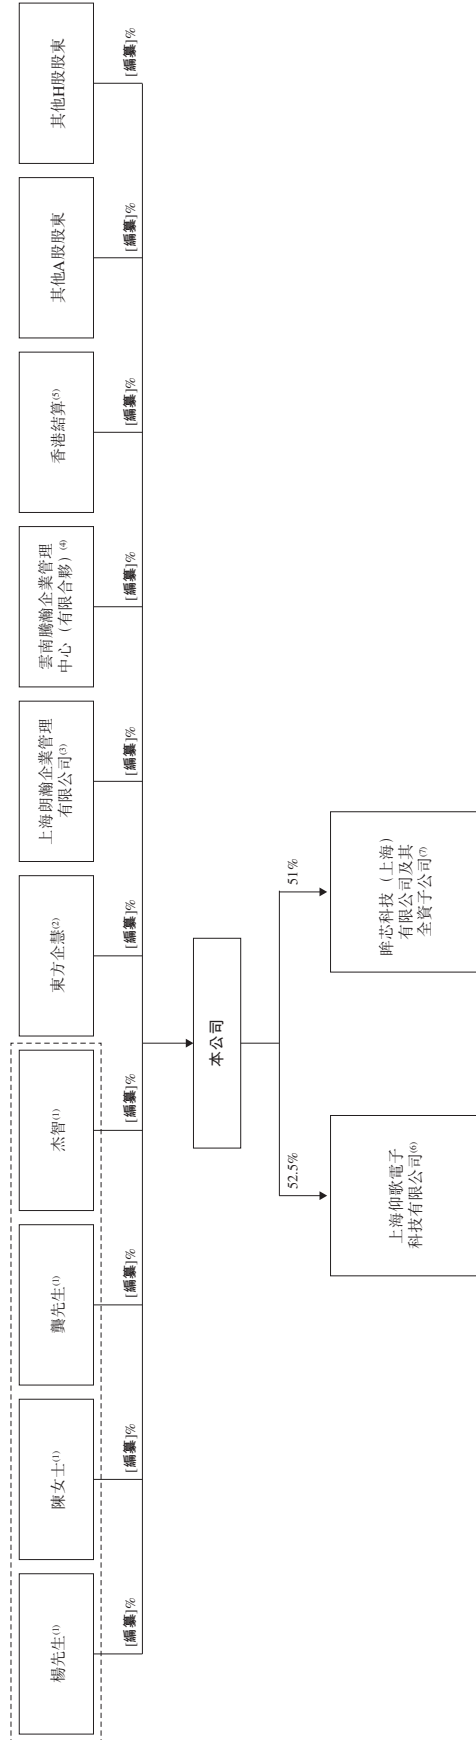 楊先生(1)
陳女士(1)
龔先生(1)
杰智(1)
東方企慧(2)
上海朗瀚企業管理
有限公司(3)
雲南騰瀚企業管理
中心（有限合夥）(4)
香港結算(5)
其他A股股東
其他H股股東
[編纂]%
[編纂]%
[編纂]%
[編纂]%
[編纂]%
[編纂]%
[編纂]%
[編纂]%
[編纂]%
[編纂]%
本公司
52.5%
51%
上海仰歌電子
科技有限公司(6)
眸芯科技（上海）
有限公司及其
全資子公司(7)